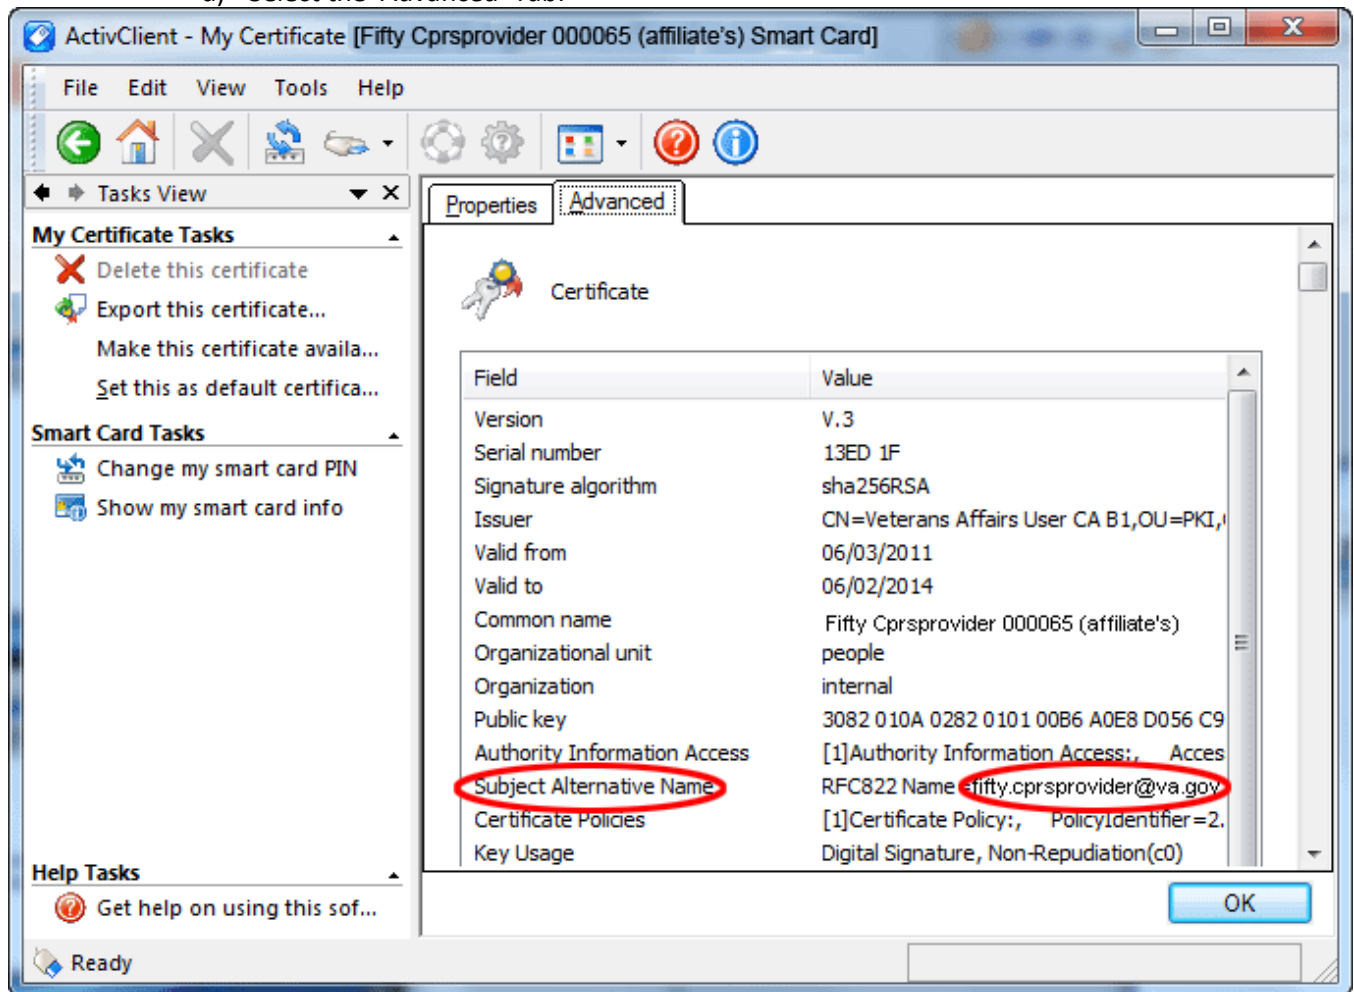 a) Select the Advanced Tab.
ActivClient - My Certificate [Fifty Cprsprovider 000065 (affiliate's) Smart Card]
File Edit View Tools Help
Tasks View
My Certificate Tasks
Delete this certificate
Export this certificate...
Make this certificate availa...
Set this as default certifica...
Smart Card Tasks
Change my smart card PIN
Show my smart card info
Help Tasks
Get help on using this sof...
Properties Advanced
Certificate
Field Value
Version V.3
Serial number 13ED 1F
Signature algorithm sha256RSA
Issuer CN=Veterans Affairs User CA B1,OU=PKI,
Valid from 06/03/2011
Valid to 06/02/2014
Common name Fifty Cprsprovider 000065 (affiliate's)
Organizational unit people
Organization internal
Public key 3082 010A 0282 0101 00B6 A0E8 D056 C9
Authority Information Access [1]Authority Information Access:, Acces
Subject Alternative Name RFC822 Name=fifty.cprsprovider@va.gov
Certificate Policies [1]Certificate Policy:, PolicyIdentifier=2.
Key Usage Digital Signature, Non-Repudiation(c0)
OK
Ready